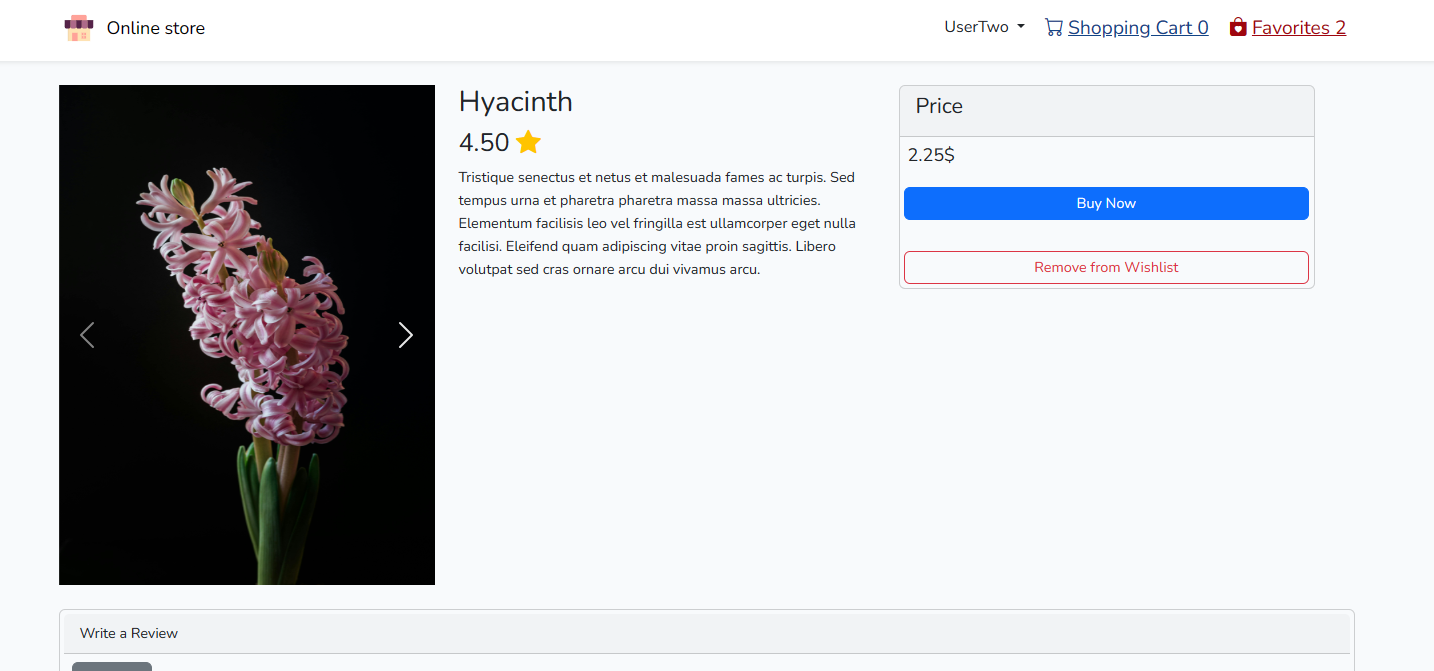 Online store
UserTwo
Shopping Cart 0
Favorites 2
Hyacinth
4.50
Tristique senectus et netus et malesuada fames ac turpis. Sed
tempus urna et pharetra pharetra massa massa ultricies.
Elementum facilisis leo vel fringilla est ullamcorper eget nulla
facilisi. Eleifend quam adipiscing vitae proin sagittis. Libero
volutpat sed cras ornare arcu dui vivamus arcu.
Price
2.25$
Buy Now
Remove from Wishlist
Write a Review